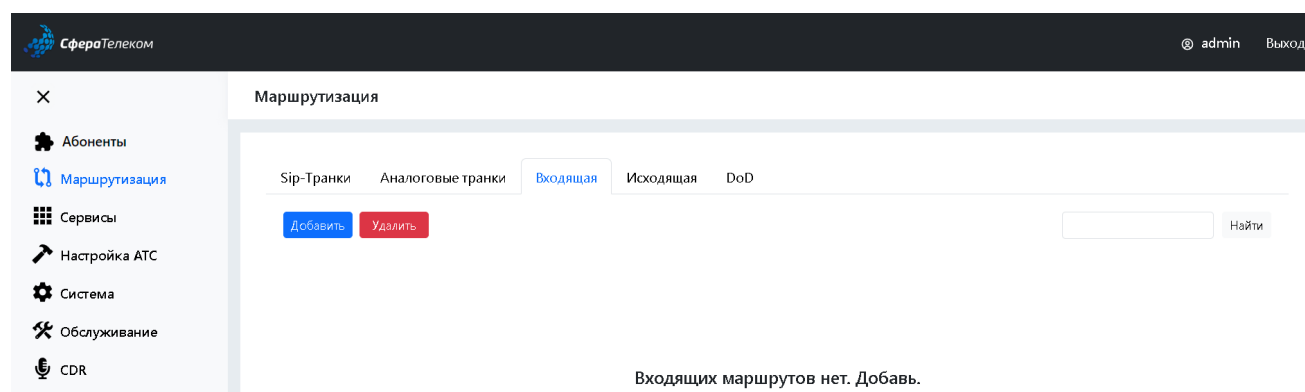 СфераТелеком
admin Выход
Маршрутизация
Абоненты
Маршрутизация
Сервисы
Настройка АТС
Система
Обслуживание
CDR
Sip-Транки Аналоговые транки Входящая Исходящая DoD
Добавить Удалить Найти
Входящих маршрутов нет. Добавь.